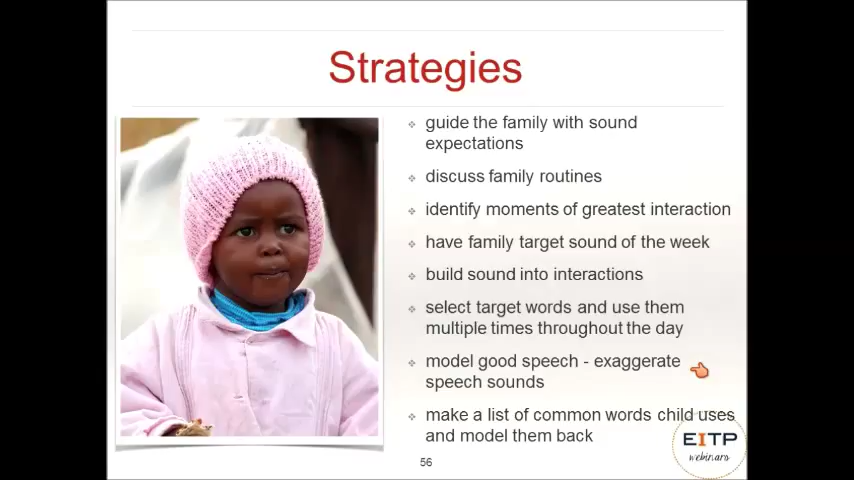 Strategies
guide the family with sound
expectations
discuss family routines
identify moments of greatest interaction
have family target sound of the week
build sound into interactions
select target words and use them
multiple times throughout the day
model good speech - exaggerate
speech sounds
make a list of common words child uses
and model them back
EITP
webinars
56